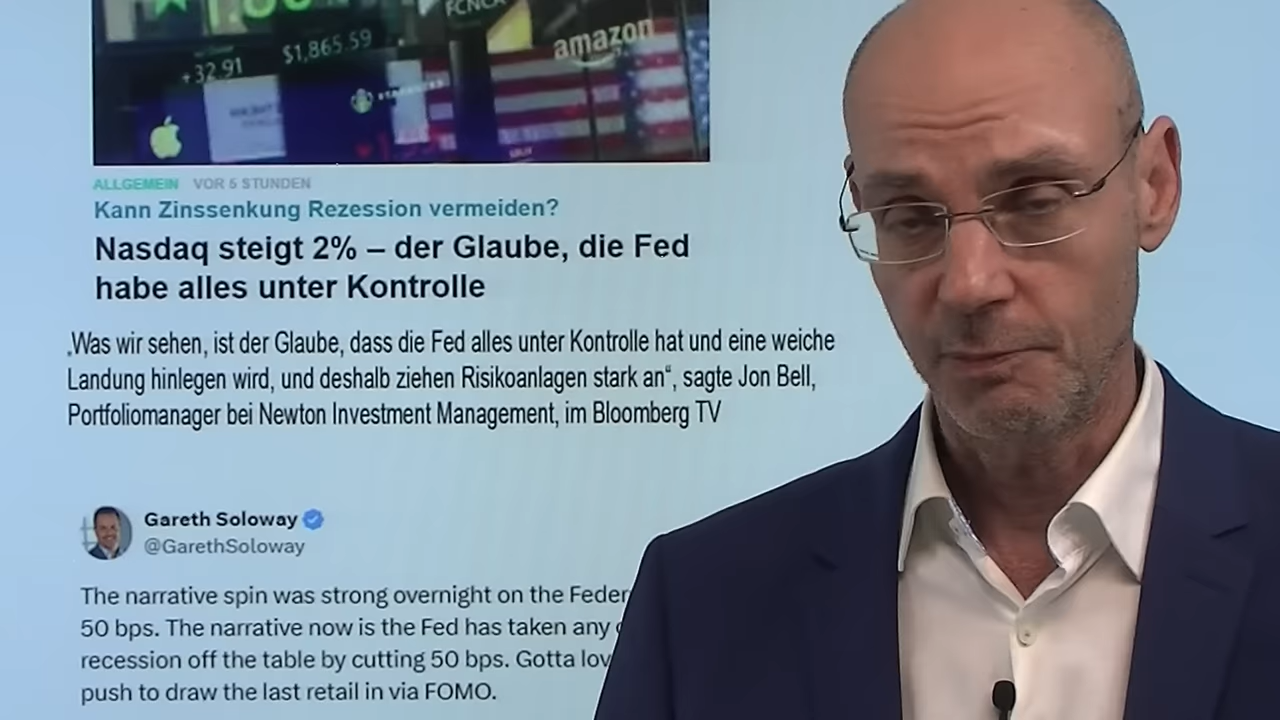 FCNCA
$1,865.59
+32.91
amazon
ALLGEMEIN VOR 5 STUNDEN
Kann Zinssenkung Rezession vermeiden?
Nasdaq steigt 2% – der Glaube, die Fed
habe alles unter Kontrolle
„Was wir sehen, ist der Glaube, dass die Fed alles unter Kontrolle hat und eine weiche
Landung hinlegen wird, und deshalb ziehen Risikoanlagen stark an“, sagte Jon Bell,
Portfoliomanager bei Newton Investment Management, im Bloomberg TV
Gareth Soloway
@GarethSoloway
The narrative spin was strong overnight on the Feder
50 bps. The narrative now is the Fed has taken any
recession off the table by cutting 50 bps. Gotta lov
push to draw the last retail in via FOMO.